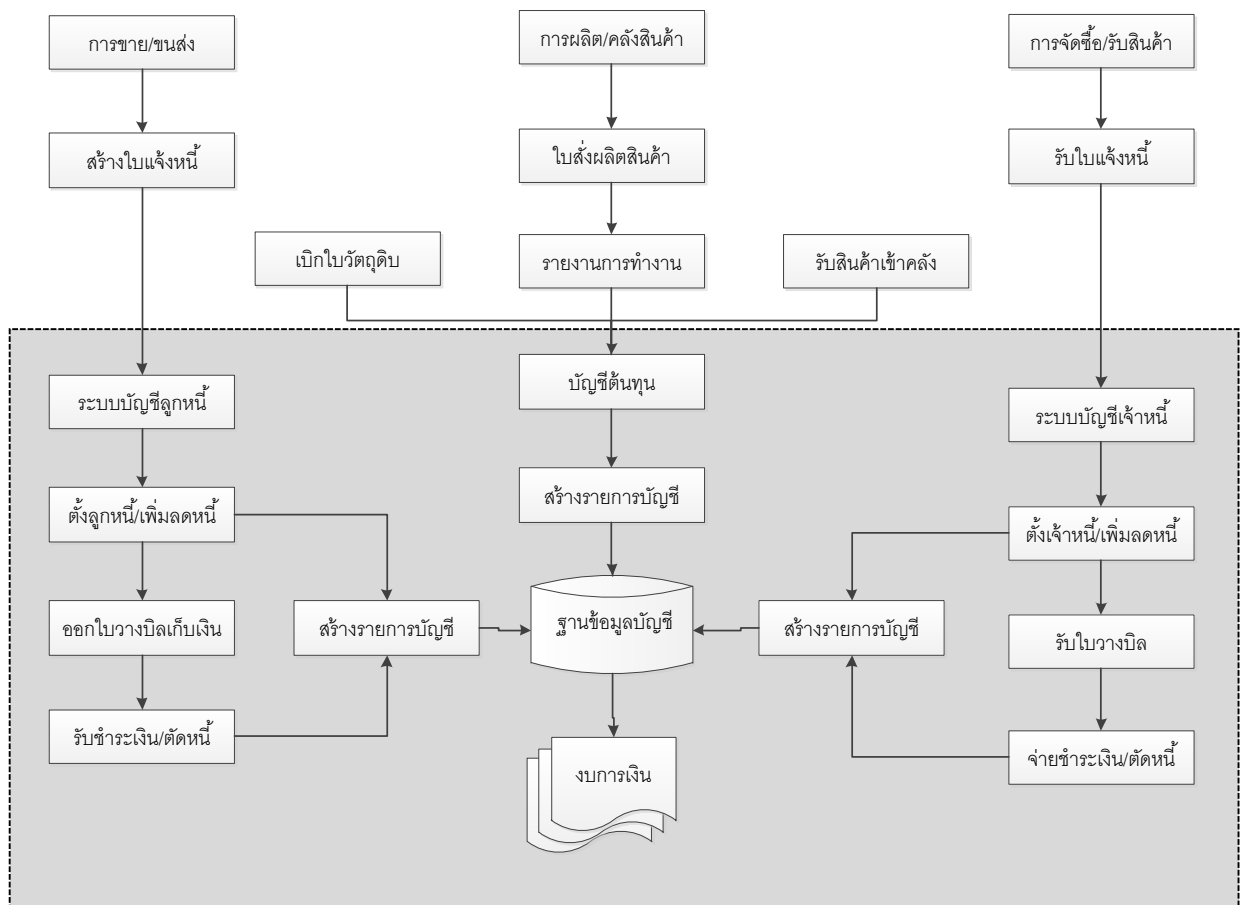 การขาย/ขนส่ง
การผลิต/คลังสินค้า
การจัดซื้อ/รับสินค้า
สร้างใบแจ้งหนี้
ใบสั่งผลิตสินค้า
รับใบแจ้งหนี้
เบิกใบวัตถุดิบ
รายงานการทำงาน
รับสินค้าเข้าคลัง
ระบบบัญชีลูกหนี้
บัญชีต้นทุน
ระบบบัญชีเจ้าหนี้
ตั้งลูกหนี้/เพิ่มลดหนี้
สร้างรายการบัญชี
ตั้งเจ้าหนี้/เพิ่มลดหนี้
ออกใบวางบิลเก็บเงิน
สร้างรายการบัญชี
ฐานข้อมูลบัญชี
สร้างรายการบัญชี
รับใบวางบิล
รับชำระเงิน/ตัดหนี้
งบการเงิน
จ่ายชำระเงิน/ตัดหนี้